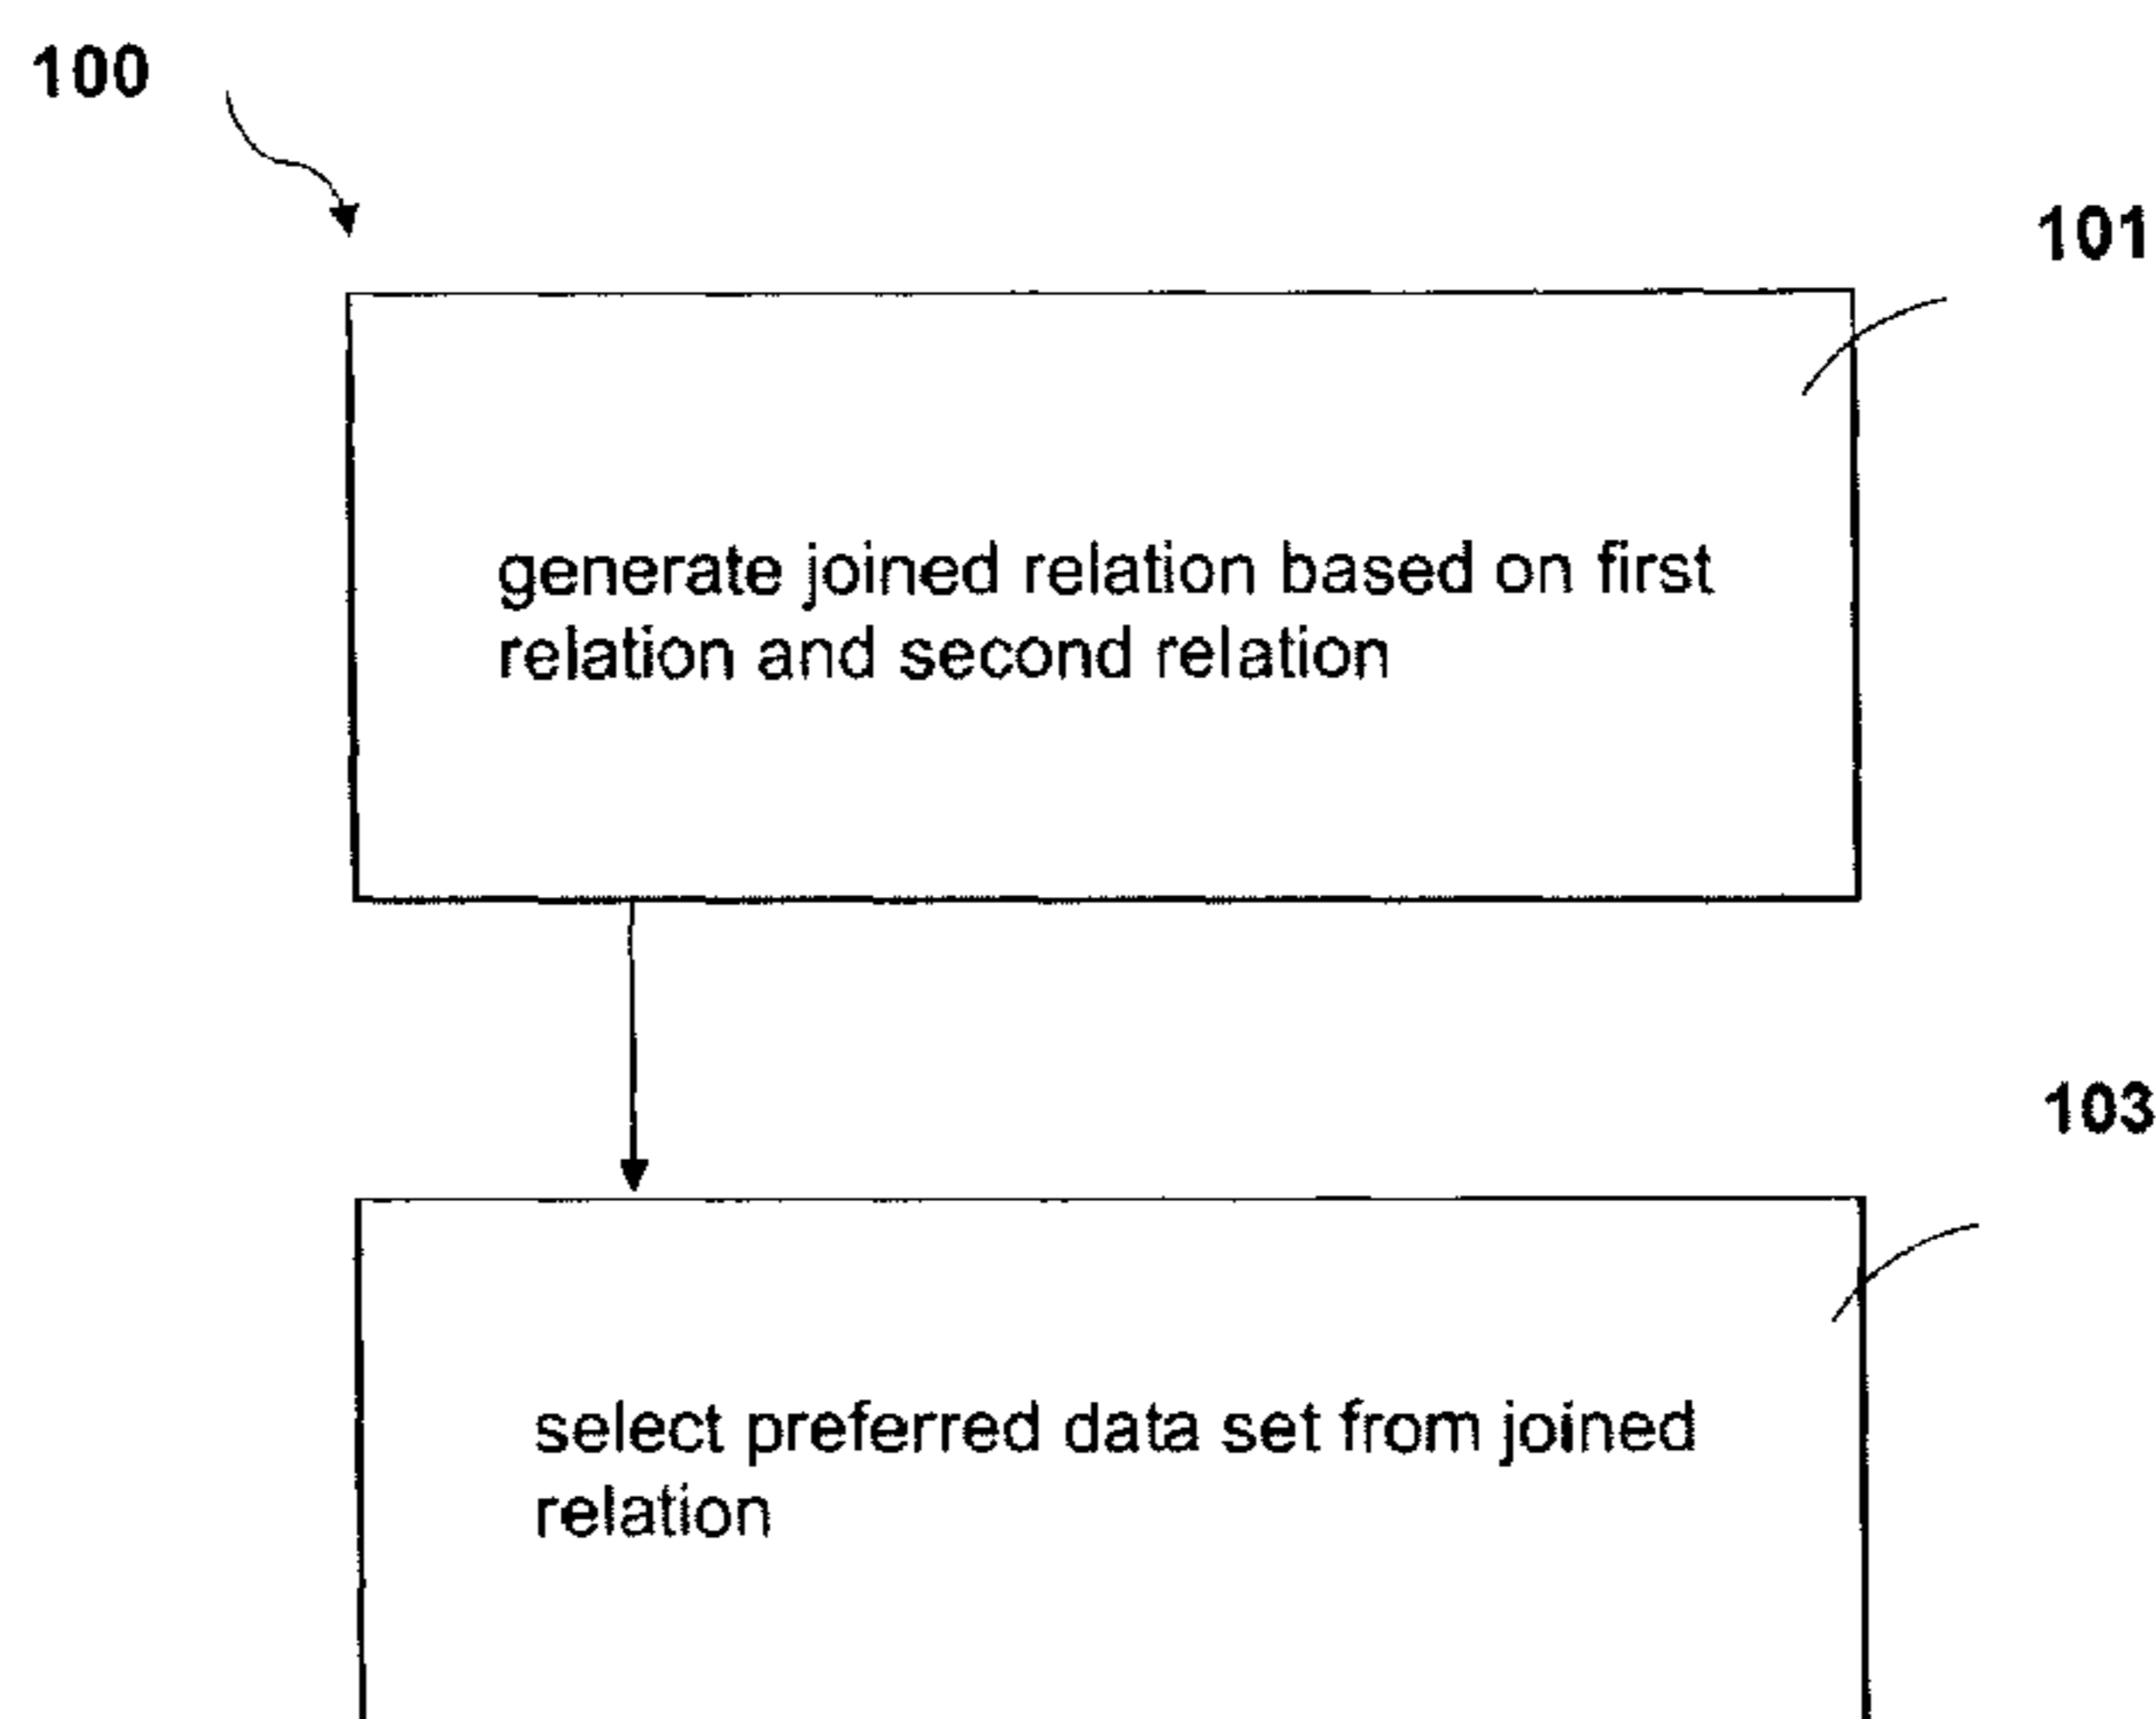 100
101
generate joined relation based on first
relation and second relation
103
select preferred data set from joined
relation